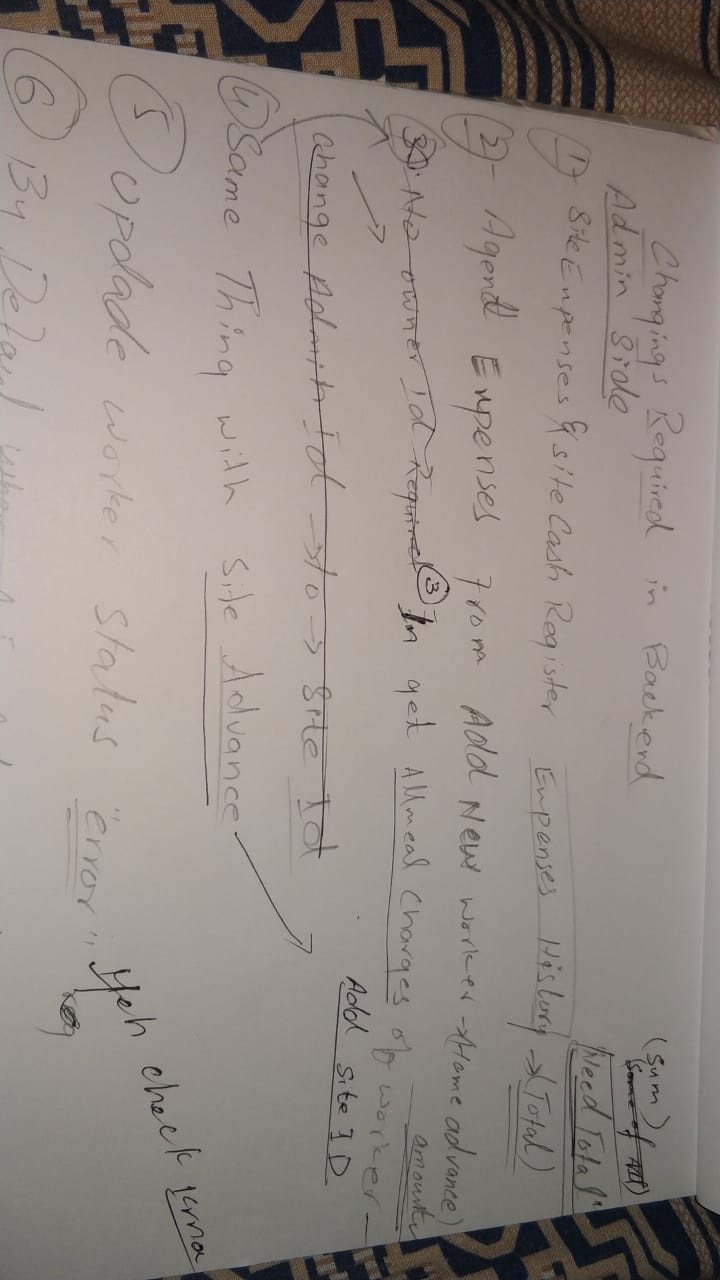 Changings Required in Backend
Admin Side
(Sum)
(Some of All)
"Need Total"
1)- Site Expenses & site Cash Register Expenses History → (Total)
2)- Agent Expenses From Add New worker → (Home advance)
amount
3). No owner Id Required
③ In get Allmeal Charges of worker -
Add Site ID
Change Admin Id → to → Site Id
④ Same Thing with Site Advance
⑤ Updade worker status "error"
Yeh check krna
⑥ By Defaul